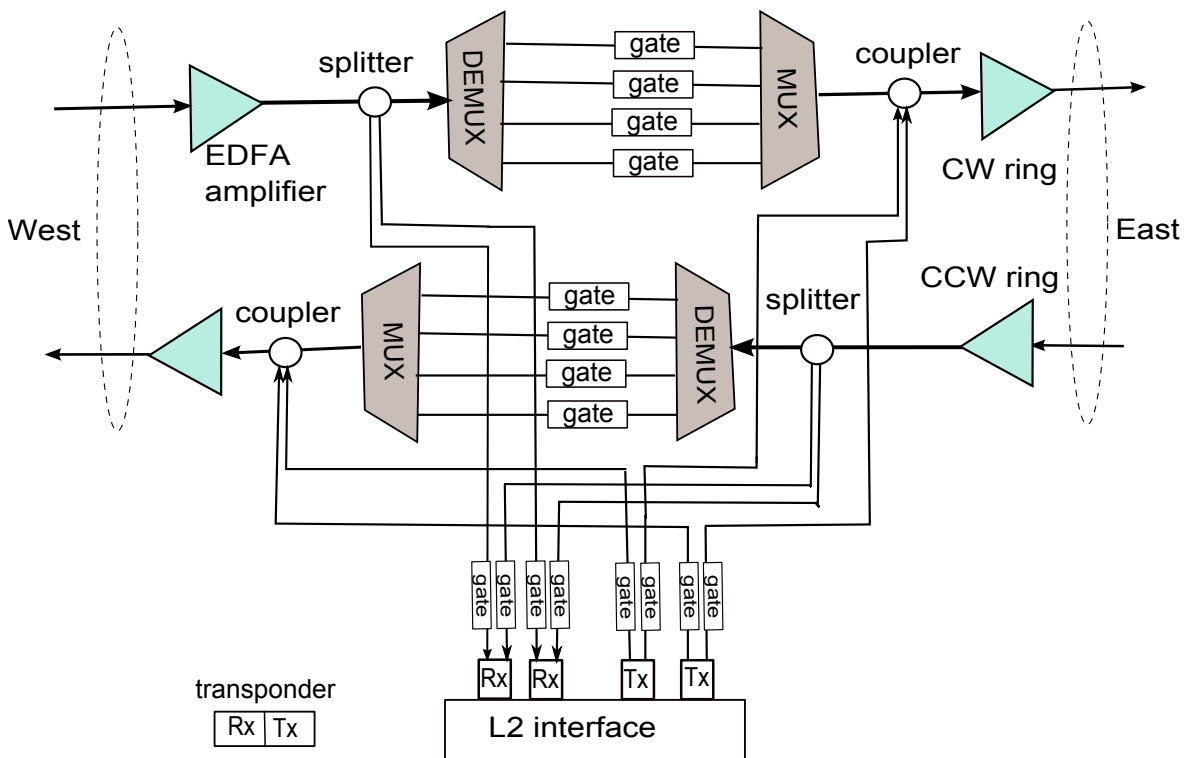 splitter
coupler
DEMUX
gate
gate
gate
gate
MUX
EDFA
amplifier
CW ring
West
East
CCW ring
coupler
splitter
MUX
gate
gate
gate
gate
DEMUX
gate
gate
gate
gate
gate
gate
gate
gate
Rx
Rx
Tx
Tx
transponder
Rx Tx
L2 interface